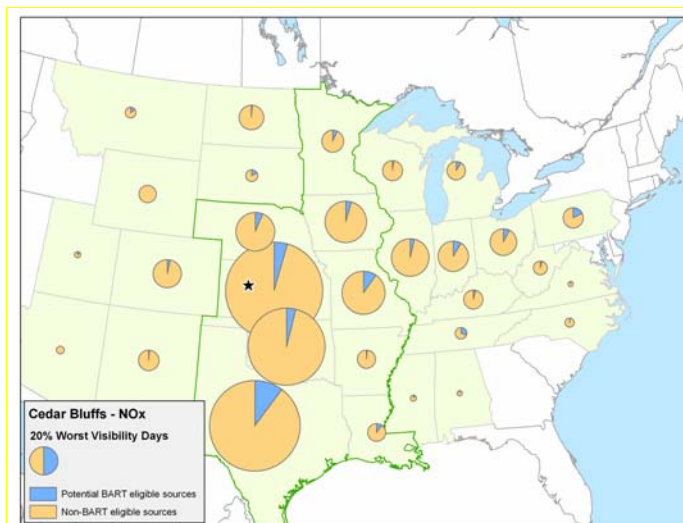 Cedar Bluffs - NOx
20% Worst Visibility Days
Potential BART eligible sources
Non-BART eligible sources